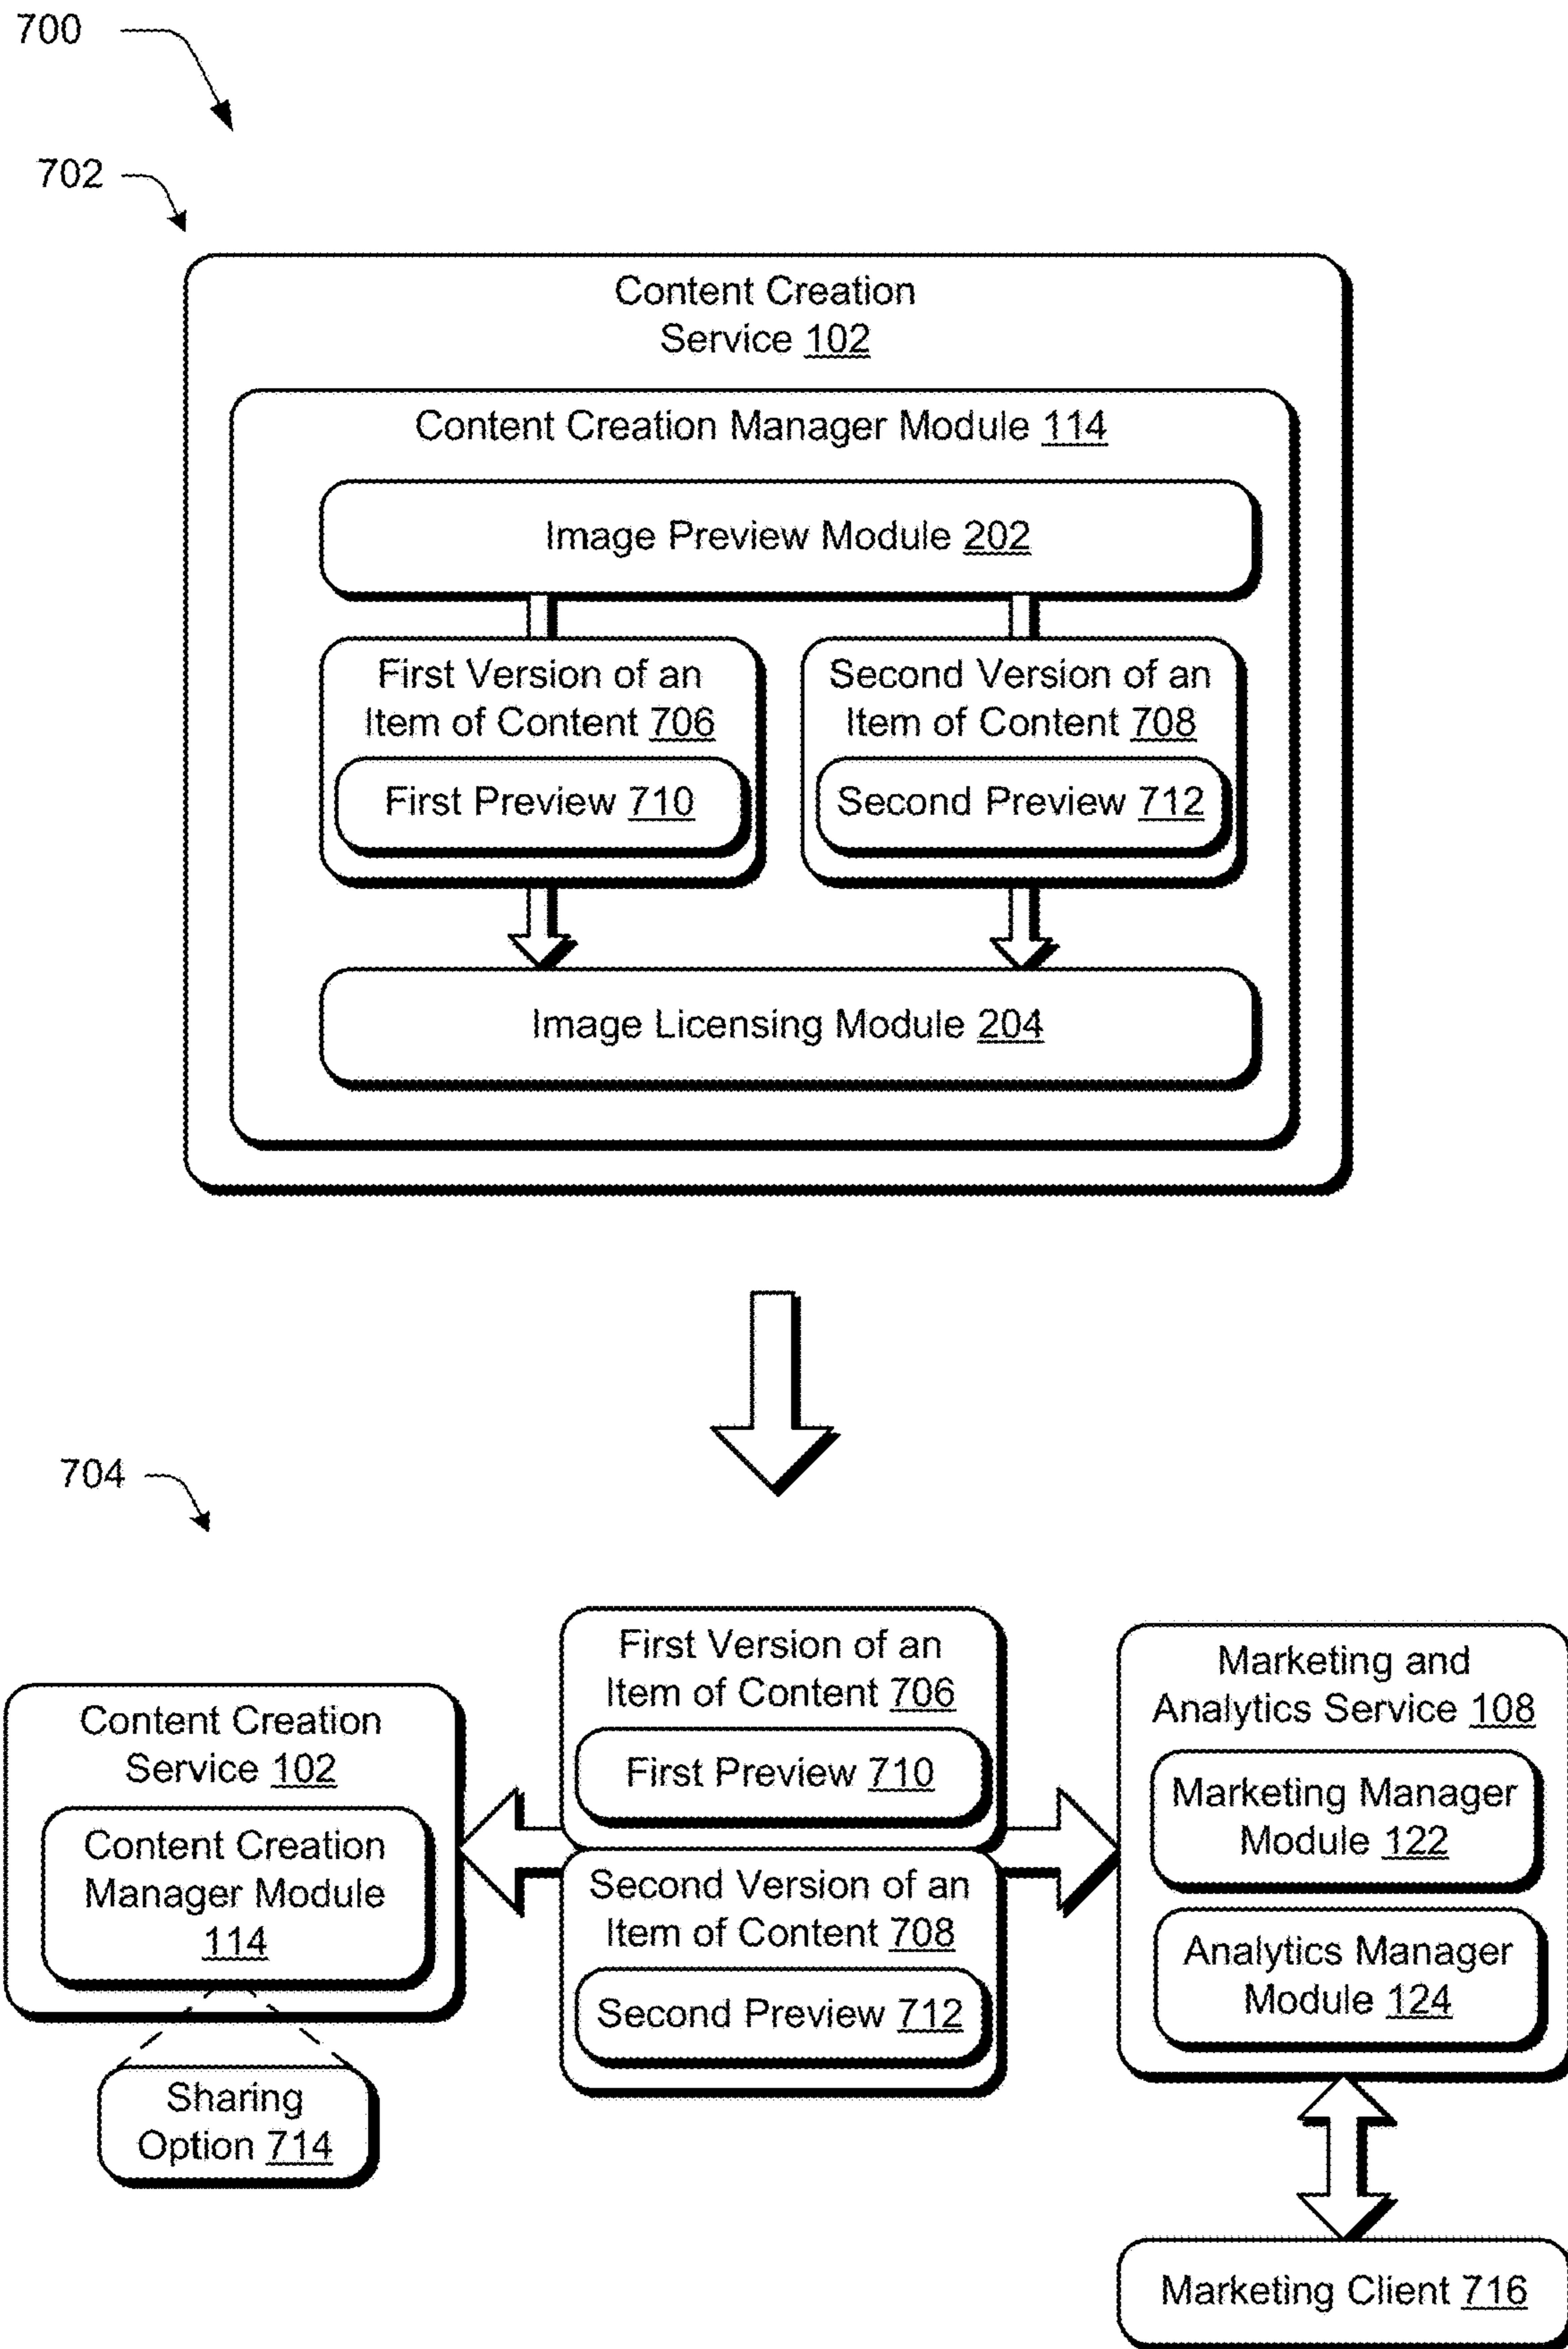 700
702
Content Creation
Service 102
Content Creation Manager Module 114
Image Preview Module 202
First Version of an
Item of Content 706
First Preview 710
Second Version of an
Item of Content 708
Second Preview 712
Image Licensing Module 204
704
Content Creation
Service 102
Content Creation
Manager Module
114
Sharing
Option 714
First Version of an
Item of Content 706
First Preview 710
Second Version of an
Item of Content 708
Second Preview 712
Marketing and
Analytics Service 108
Marketing Manager
Module 122
Analytics Manager
Module 124
Marketing Client 716